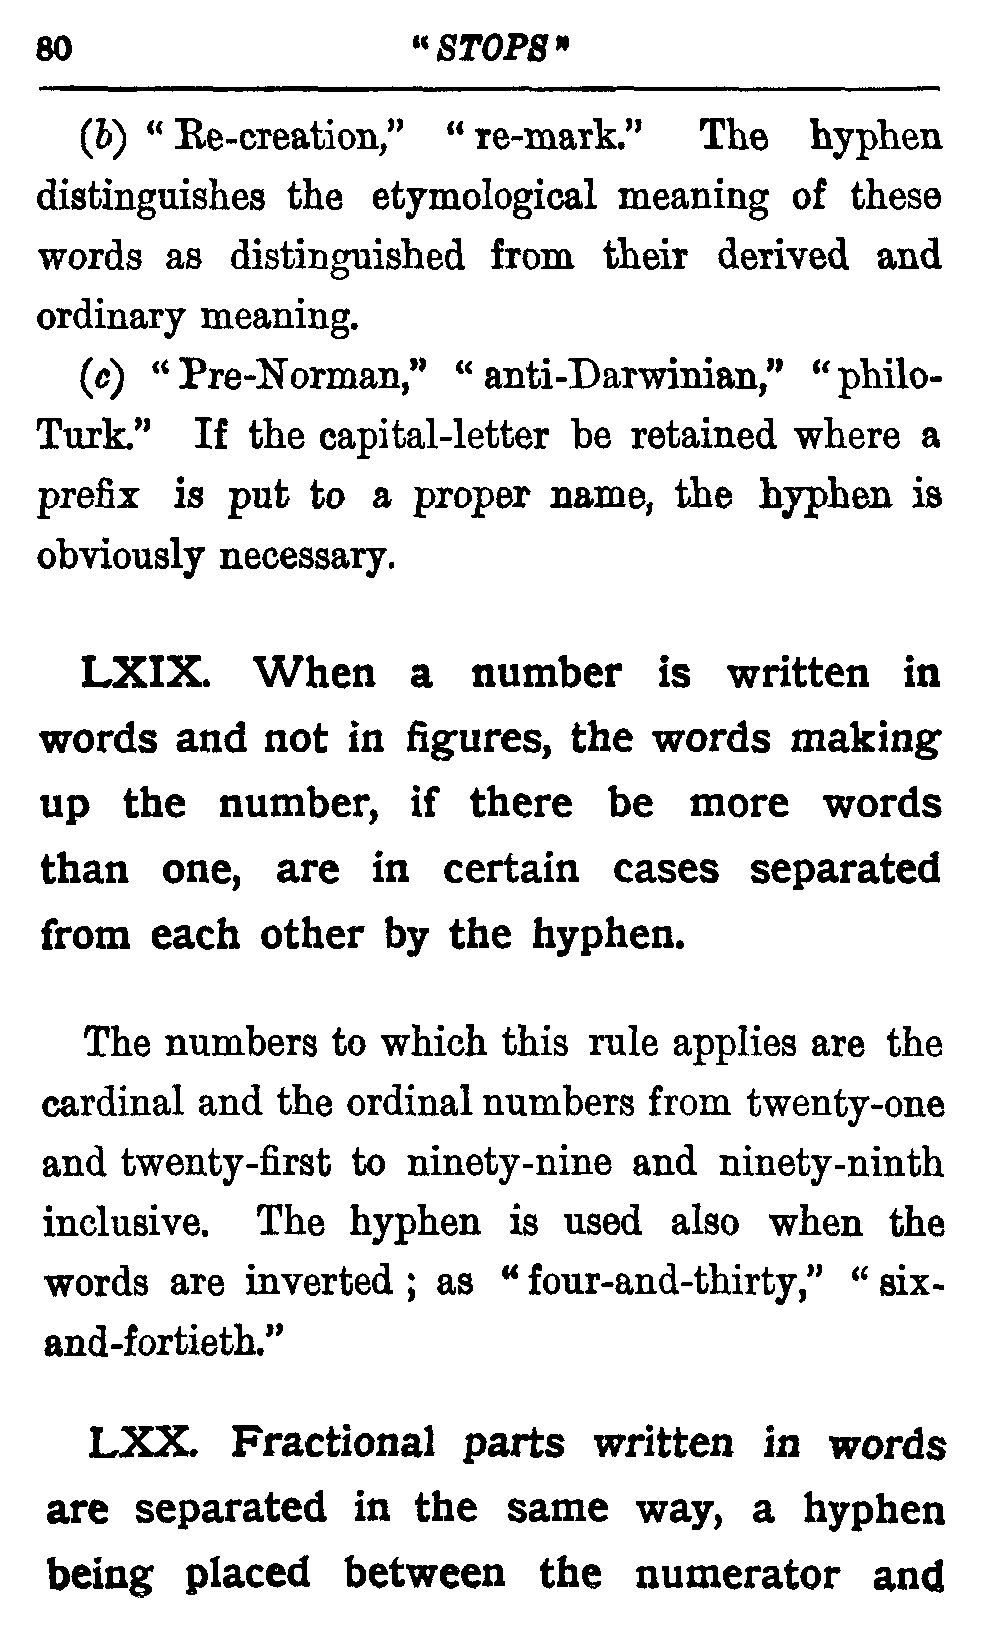 80 "STOPS"
(b) "Re-creation," "re-mark." The hyphen
distinguishes the etymological meaning of these
words as distinguished from their derived and
ordinary meaning.
(c) "Pre-Norman," "anti-Darwinian," "philo-
Turk." If the capital-letter be retained where a
prefix is put to a proper name, the hyphen is
obviously necessary.
LXIX. When a number is written in
words and not in figures, the words making
up the number, if there be more words
than one, are in certain cases separated
from each other by the hyphen.
The numbers to which this rule applies are the
cardinal and the ordinal numbers from twenty-one
and twenty-first to ninety-nine and ninety-ninth
inclusive. The hyphen is used also when the
words are inverted; as "four-and-thirty," "six-
and-fortieth."
LXX. Fractional parts written in words
are separated in the same way, a hyphen
being placed between the numerator and